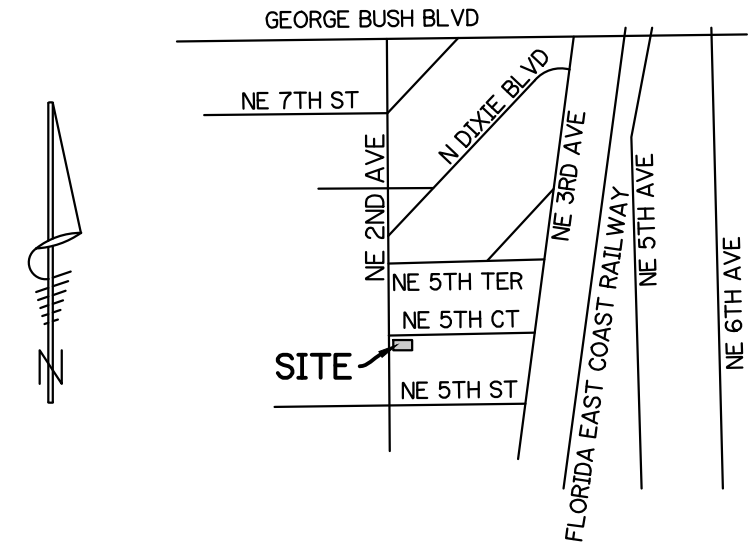 GEORGE BUSH BLVD
NE 7TH ST
N DIXIE BLVD
NE 2ND AVE
NE 3RD AVE
NE 5TH AVE
NE 6TH AVE
FLORIDA EAST COAST RAILWAY
NE 5TH TER
NE 5TH CT
SITE
NE 5TH ST
N